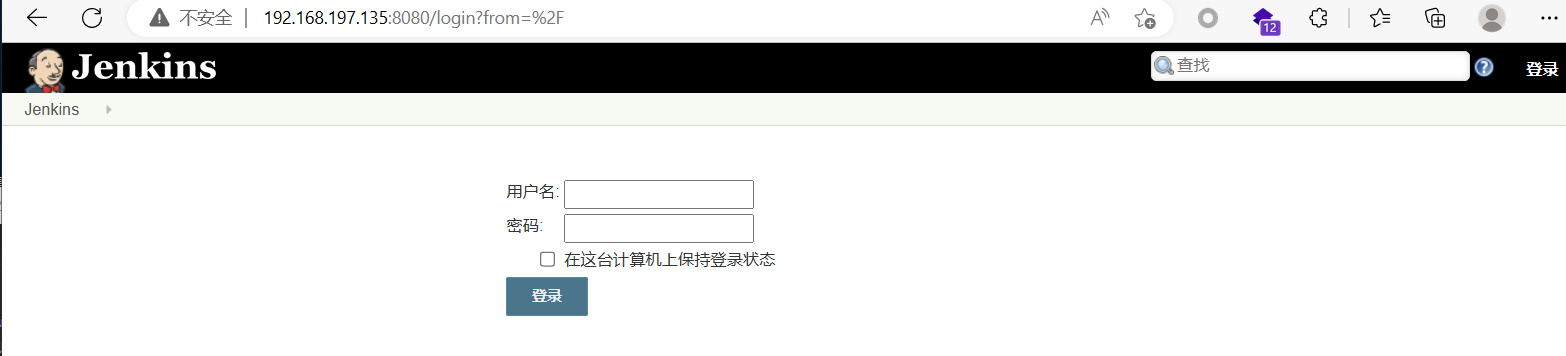 不安全 192.168.197.135:8080/login?from=%2F
12
Jenkins 查找 登录
Jenkins
用户名:
密码:
在这台计算机上保持登录状态
登录